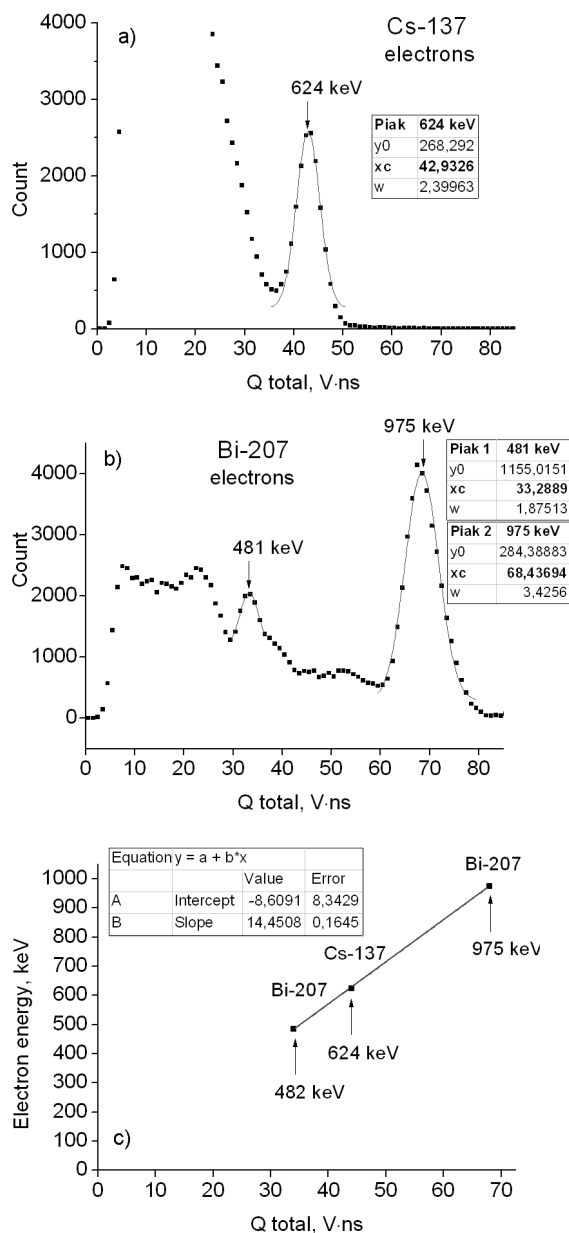 a)
Cs-137
electrons
624 keV
Piak 624 keV
y0 268,292
xc 42,9326
w 2,39963
Count
4000
3000
2000
1000
0
0 10 20 30 40 50 60 70 80
Q total, V·ns
b)
Bi-207
electrons
975 keV
481 keV
Piak 1 481 keV
y0 1155,0151
xc 33,2889
w 1,87513
Piak 2 975 keV
y0 284,38883
xc 68,43694
w 3,4256
Count
4000
3000
2000
1000
0
0 10 20 30 40 50 60 70 80
Q total, V·ns
Equation y = a + b*x
Value Error
A Intercept -8,6091 8,3429
B Slope 14,4508 0,1645
Bi-207
975 keV
Cs-137
624 keV
Bi-207
482 keV
Electron energy, keV
1000
900
800
700
600
500
400
300
200
100
0
c)
0 10 20 30 40 50 60 70
Q total, V·ns